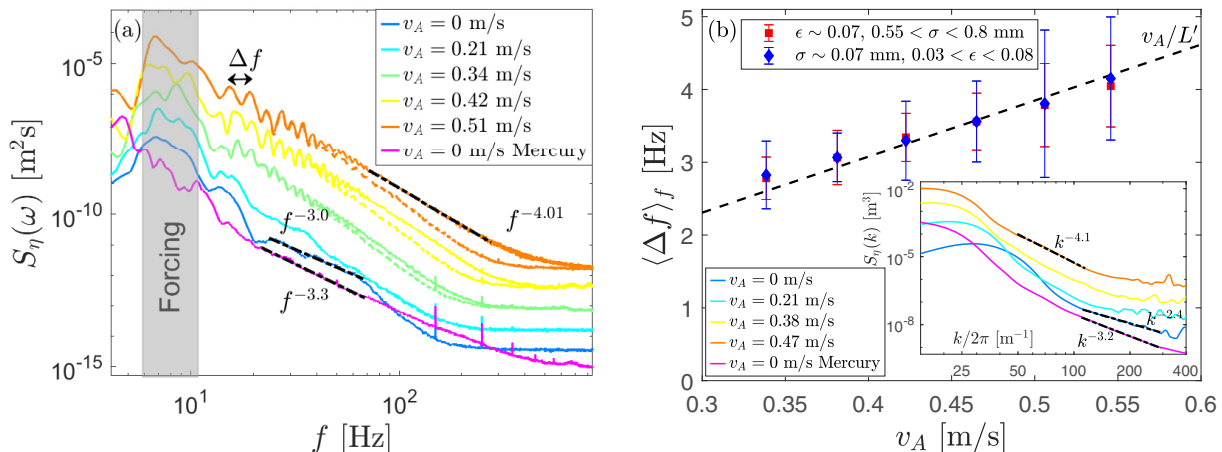 (a)
v_A = 0 m/s
v_A = 0.21 m/s
v_A = 0.34 m/s
v_A = 0.42 m/s
v_A = 0.51 m/s
v_A = 0 m/s Mercury
Δf
10^{-5}
10^{-10}
10^{-15}
S_η(ω) [m²s]
Forcing
f^{-3.0}
f^{-3.3}
f^{-4.01}
10^1
10^2
f [Hz]
(b)
ϵ ∼ 0.07, 0.55 < σ < 0.8 mm
σ ∼ 0.07 mm, 0.03 < ϵ < 0.08
v_A/L′
5
4
3
2
1
0
⟨Δf⟩_f [Hz]
v_A = 0 m/s
v_A = 0.21 m/s
v_A = 0.38 m/s
v_A = 0.47 m/s
v_A = 0 m/s Mercury
10^{-2}
10^{-5}
10^{-8}
S_η(k) [m³]
k^{-4.1}
k^{-2.4}
k^{-3.2}
k/2π [m^{-1}]
25
50
100
200
400
0.3
0.35
0.4
0.45
0.5
0.55
0.6
v_A [m/s]